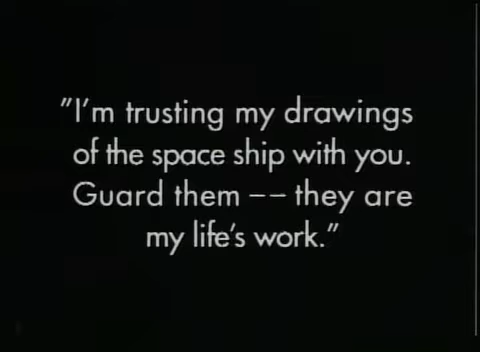 "I'm trusting my drawings
of the space ship with you.
Guard them -- they are
my life's work."